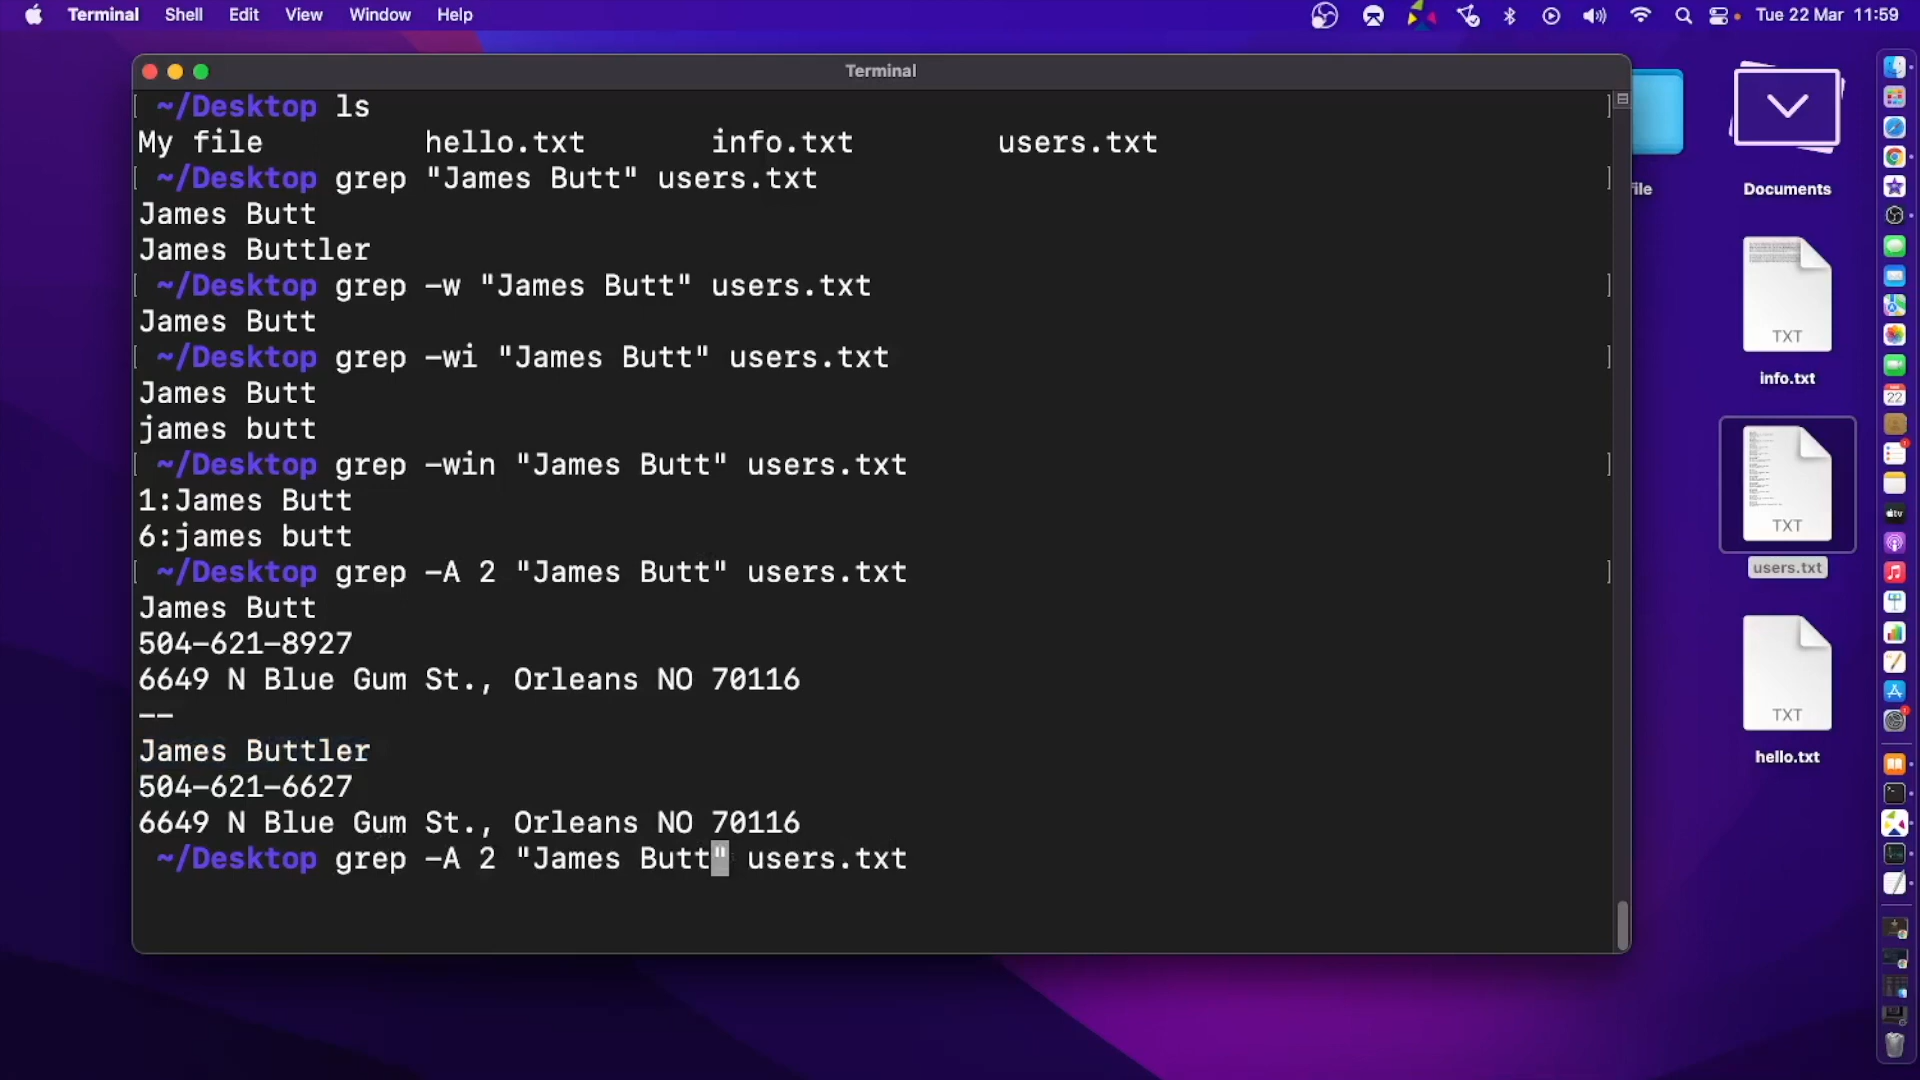 Terminal Shell Edit View Window Help Tue 22 Mar 11:59
Terminal
~/Desktop ls
My file hello.txt info.txt users.txt
~/Desktop grep "James Butt" users.txt
James Butt
James Buttler
~/Desktop grep -w "James Butt" users.txt
James Butt
~/Desktop grep -wi "James Butt" users.txt
James Butt
james butt
~/Desktop grep -win "James Butt" users.txt
1:James Butt
6:james butt
~/Desktop grep -A 2 "James Butt" users.txt
James Butt
504-621-8927
6649 N Blue Gum St., Orleans NO 70116
--
James Buttler
504-621-6627
6649 N Blue Gum St., Orleans NO 70116
~/Desktop grep -A 2 "James Butt" users.txt
file
Documents
TXT
info.txt
TXT
users.txt
TXT
hello.txt
22
tv